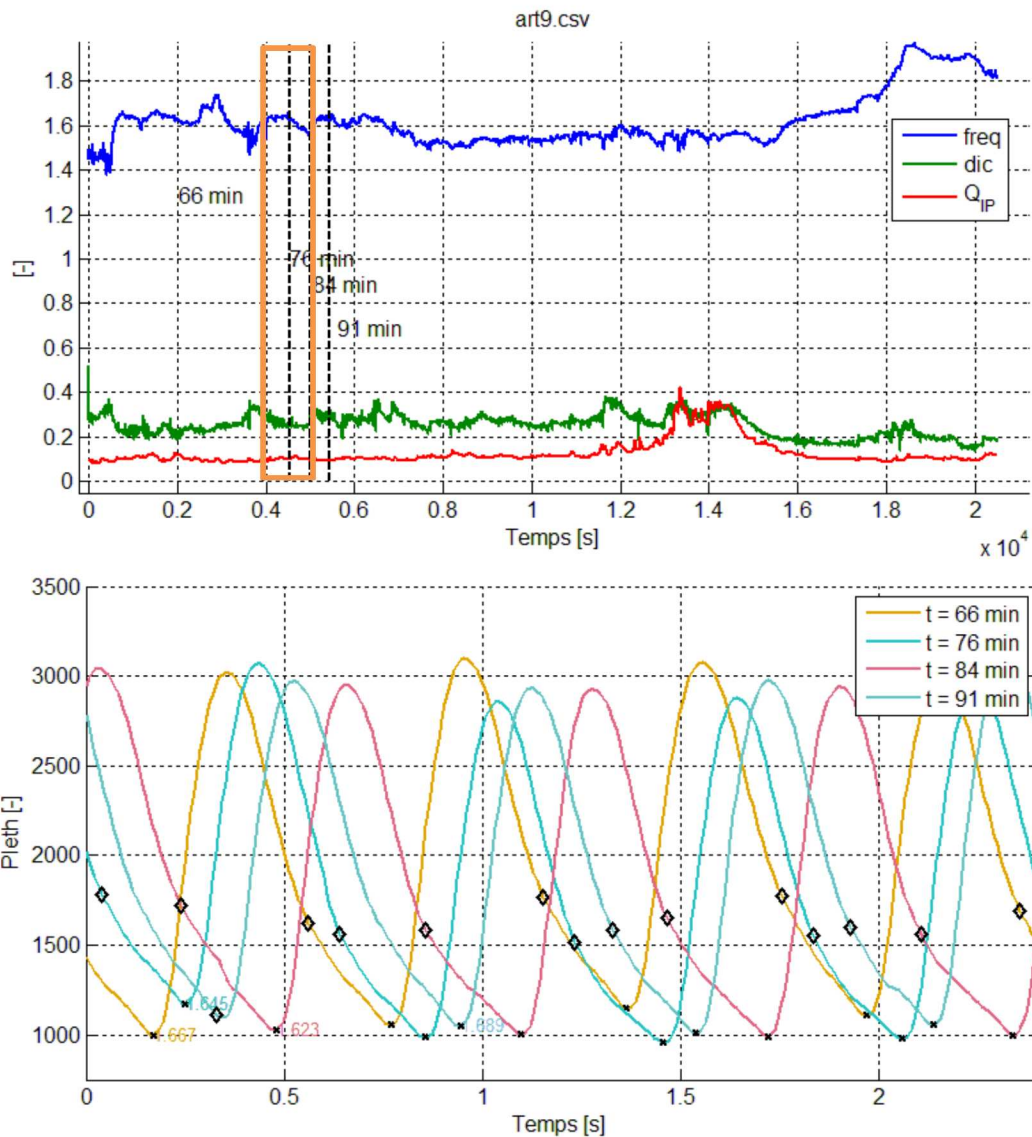 art9.csv
1.8
1.6
1.4
1.2
1
0.8
0.6
0.4
0.2
0
[-]
freq
dic
Q_IP
66 min
76 min
84 min
91 min
0 0.2 0.4 0.6 0.8 1 1.2 1.4 1.6 1.8 2
Temps [s]
x 10^4
3500
3000
2500
2000
1500
1000
Pleth [-]
t = 66 min
t = 76 min
t = 84 min
t = 91 min
1.667
1.645
1.623
1.689
0 0.5 1 1.5 2
Temps [s]